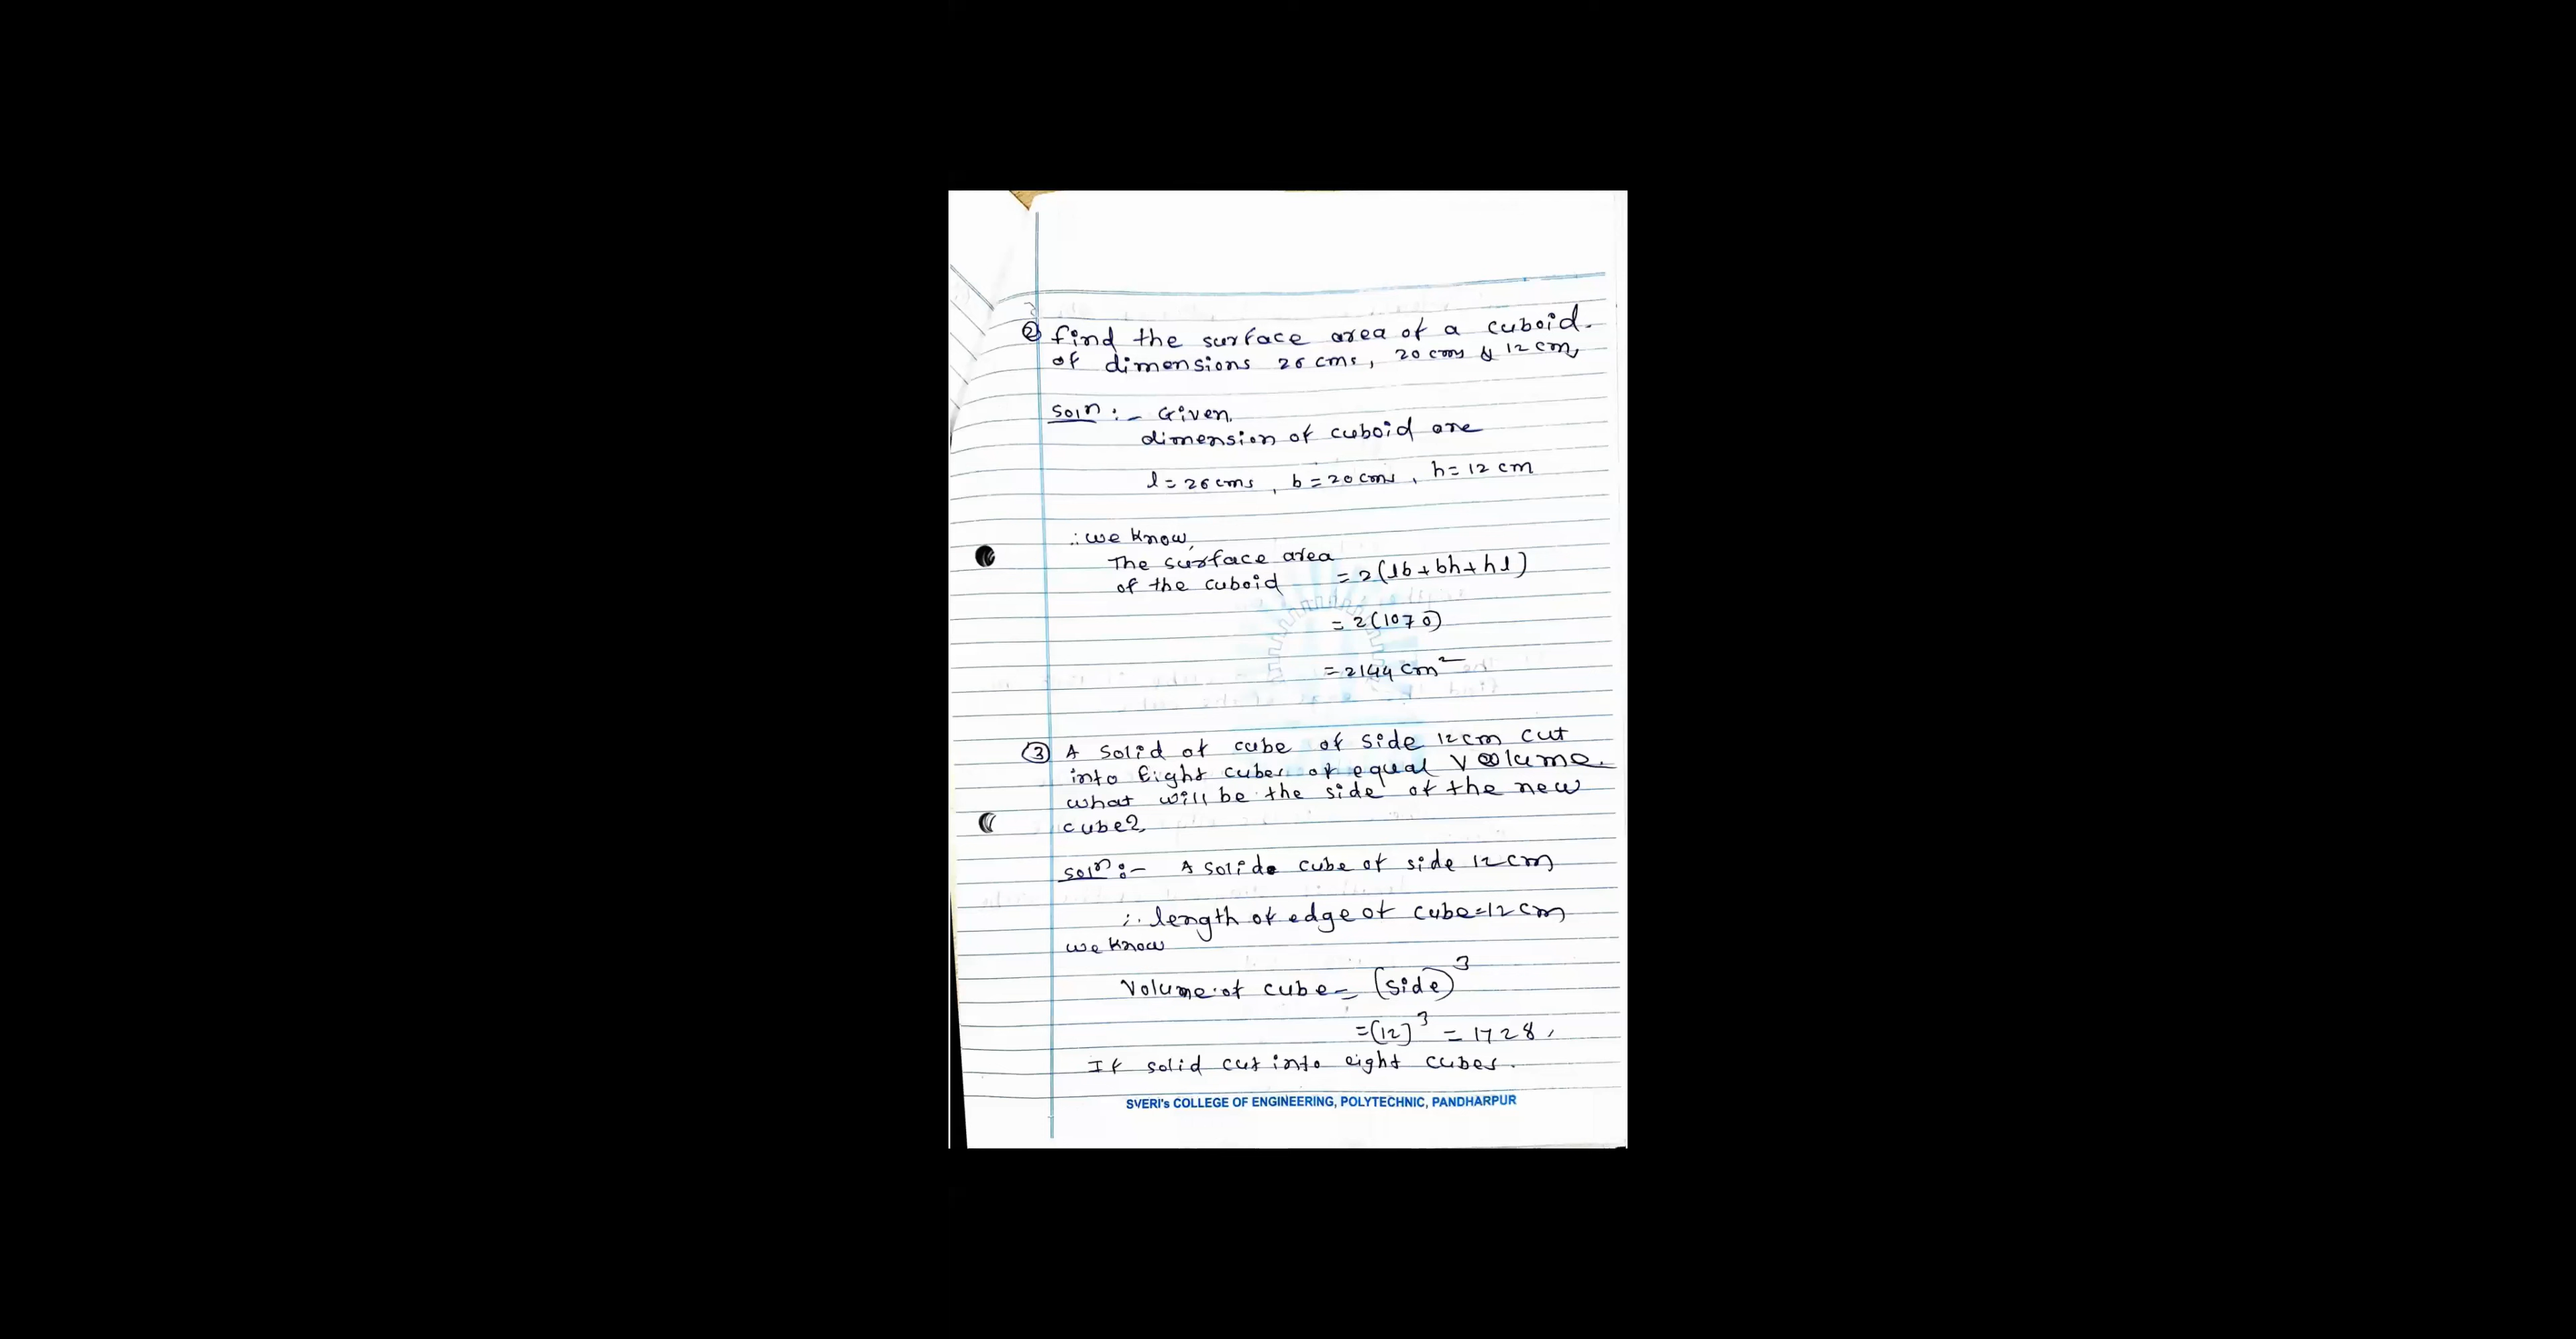 ② find the surface area of a cuboid.
of dimensions 26 cms, 20 cms & 12 cm,
Soln :- Given.
dimension of cuboid are
l = 26 cms, b = 20 cms, h = 12 cm
∴ we know,
The surface area
of the cuboid = 2(lb + bh + hl)
= 2(1070)
= 2144 cm²
③ A solid of cube of side 12 cm cut
into Eight cubes of equal Volume.
what will be the side of the new
cube?
Soln :- A solid cube of side 12 cm
∴ length of edge of cube = 12 cm
we know
Volume of cube = (side)³
= (12)³ = 1728,
If solid cut into eight cubes.
SVERI's COLLEGE OF ENGINEERING, POLYTECHNIC, PANDHARPUR